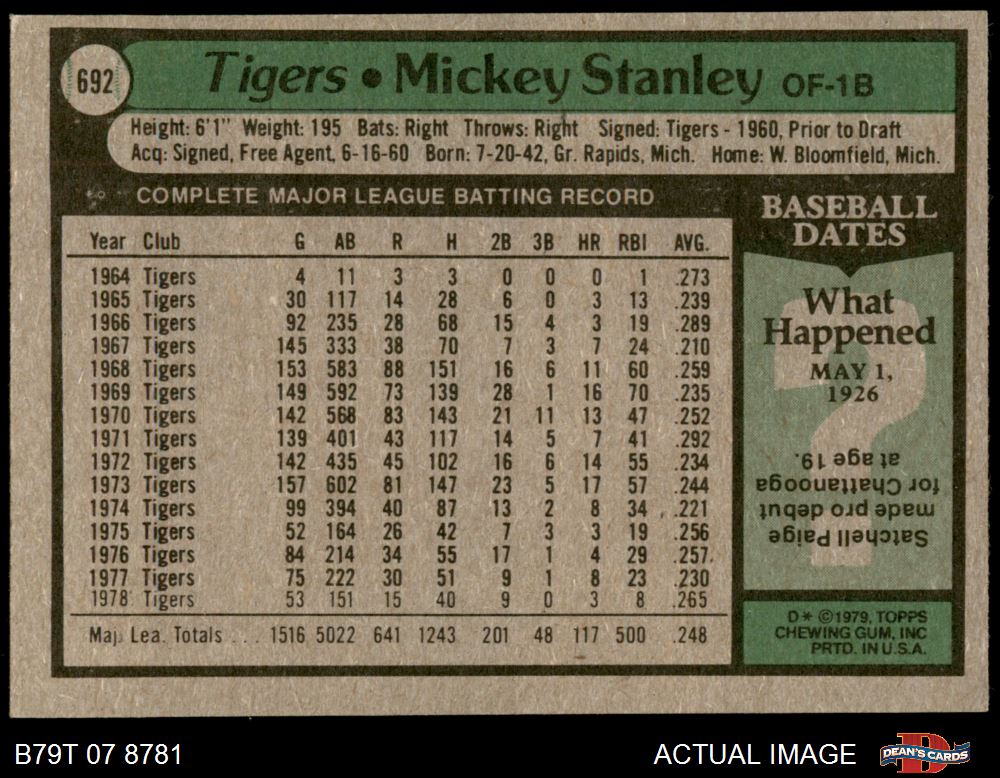 692
Tigers • Mickey Stanley OF-1B
Height: 6'1" Weight: 195 Bats: Right Throws: Right Signed: Tigers - 1960, Prior to Draft
Acq: Signed, Free Agent, 6-16-60 Born: 7-20-42, Gr. Rapids, Mich. Home: W. Bloomfield, Mich.
COMPLETE MAJOR LEAGUE BATTING RECORD
Year Club G AB R H 2B 3B HR RBI AVG.
1964 Tigers 4 11 3 3 0 0 0 1 .273
1965 Tigers 30 117 14 28 6 0 3 13 .239
1966 Tigers 92 235 28 68 15 4 3 19 .289
1967 Tigers 145 333 38 70 7 3 7 24 .210
1968 Tigers 153 583 88 151 16 6 11 60 .259
1969 Tigers 149 592 73 139 28 1 16 70 .235
1970 Tigers 142 568 83 143 21 11 13 47 .252
1971 Tigers 139 401 43 117 14 5 7 41 .292
1972 Tigers 142 435 45 102 16 6 14 55 .234
1973 Tigers 157 602 81 147 23 5 17 57 .244
1974 Tigers 99 394 40 87 13 2 8 34 .221
1975 Tigers 52 164 26 42 7 3 3 19 .256
1976 Tigers 84 214 34 55 17 1 4 29 .257
1977 Tigers 75 222 30 51 9 1 8 23 .230
1978 Tigers 53 151 15 40 9 0 3 8 .265
Maj. Lea. Totals . . . 1516 5022 641 1243 201 48 117 500 .248
BASEBALL
DATES
What
Happened
MAY 1,
1926
?
Satchell Paige
made pro debut
for Chattanooga
at age 19.
D* ©1979, TOPPS
CHEWING GUM, INC
PRTD. IN U.S.A.
B79T 07 8781
ACTUAL IMAGE
DEAN'S CARDS